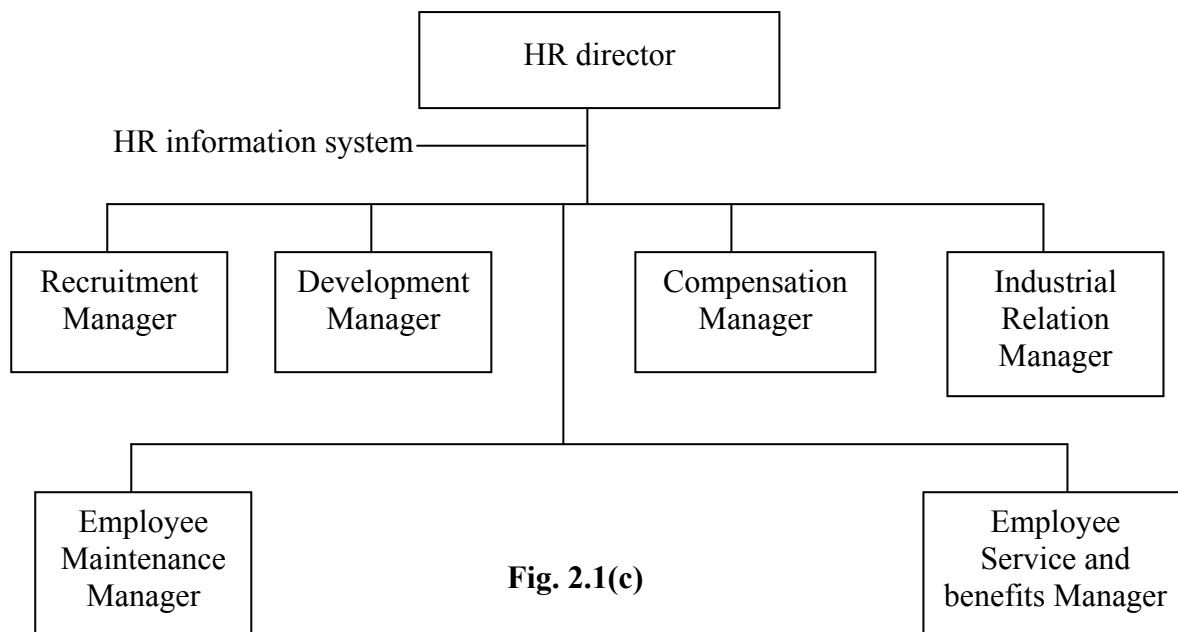 HR director
HR information system
Recruitment
Manager
Development
Manager
Compensation
Manager
Industrial
Relation
Manager
Employee
Maintenance
Manager
Employee
Service and
benefits Manager
Fig. 2.1(c)